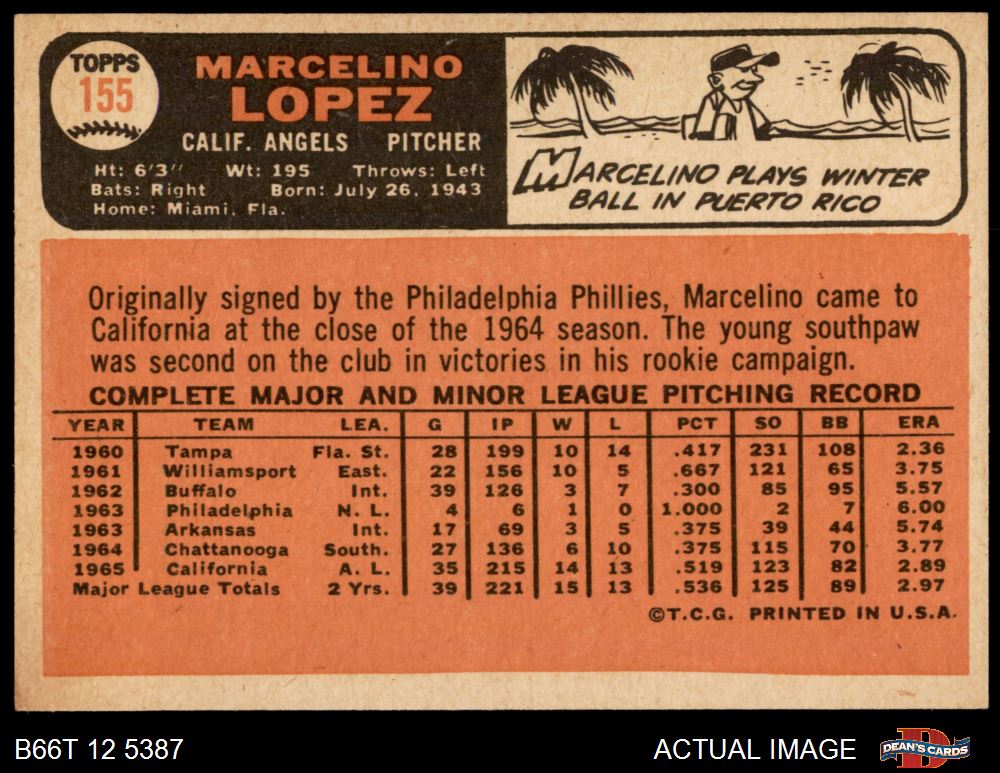 TOPPS
155
MARCELINO
LOPEZ
CALIF. ANGELS PITCHER
Ht: 6'3" Wt: 195 Throws: Left
Bats: Right Born: July 26, 1943
Home: Miami, Fla.
MARCELINO PLAYS WINTER
BALL IN PUERTO RICO
Originally signed by the Philadelphia Phillies, Marcelino came to
California at the close of the 1964 season. The young southpaw
was second on the club in victories in his rookie campaign.
COMPLETE MAJOR AND MINOR LEAGUE PITCHING RECORD
YEAR TEAM LEA. G IP W L PCT SO BB ERA
1960 Tampa Fla. St. 28 199 10 14 .417 231 108 2.36
1961 Williamsport East. 22 156 10 5 .667 121 65 3.75
1962 Buffalo Int. 39 126 3 7 .300 85 95 5.57
1963 Philadelphia N. L. 4 6 1 0 1.000 2 7 6.00
1963 Arkansas Int. 17 69 3 5 .375 39 44 5.74
1964 Chattanooga South. 27 136 6 10 .375 115 70 3.77
1965 California A. L. 35 215 14 13 .519 123 82 2.89
Major League Totals 2 Yrs. 39 221 15 13 .536 125 89 2.97
©T.C.G. PRINTED IN U.S.A.
B66T 12 5387 ACTUAL IMAGE DEAN'S CARDS